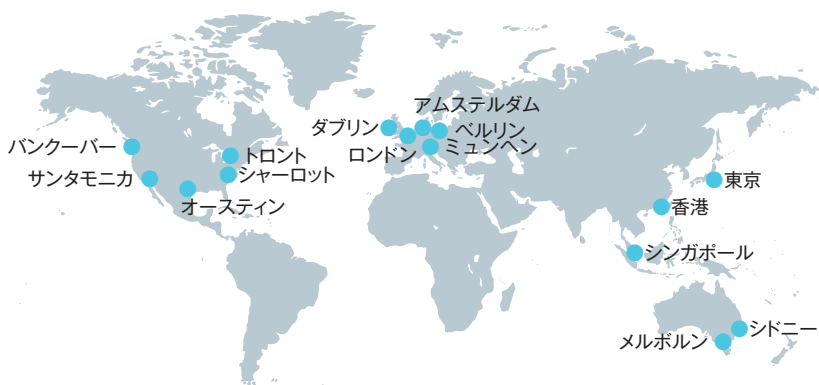 アムステルダム
ダブリン
ベルリン
バンクーバー
ミュンヘン
トロント
ロンドン
サンタモニカ
シャーロット
東京
オースティン
香港
シンガポール
シドニー
メルボルン